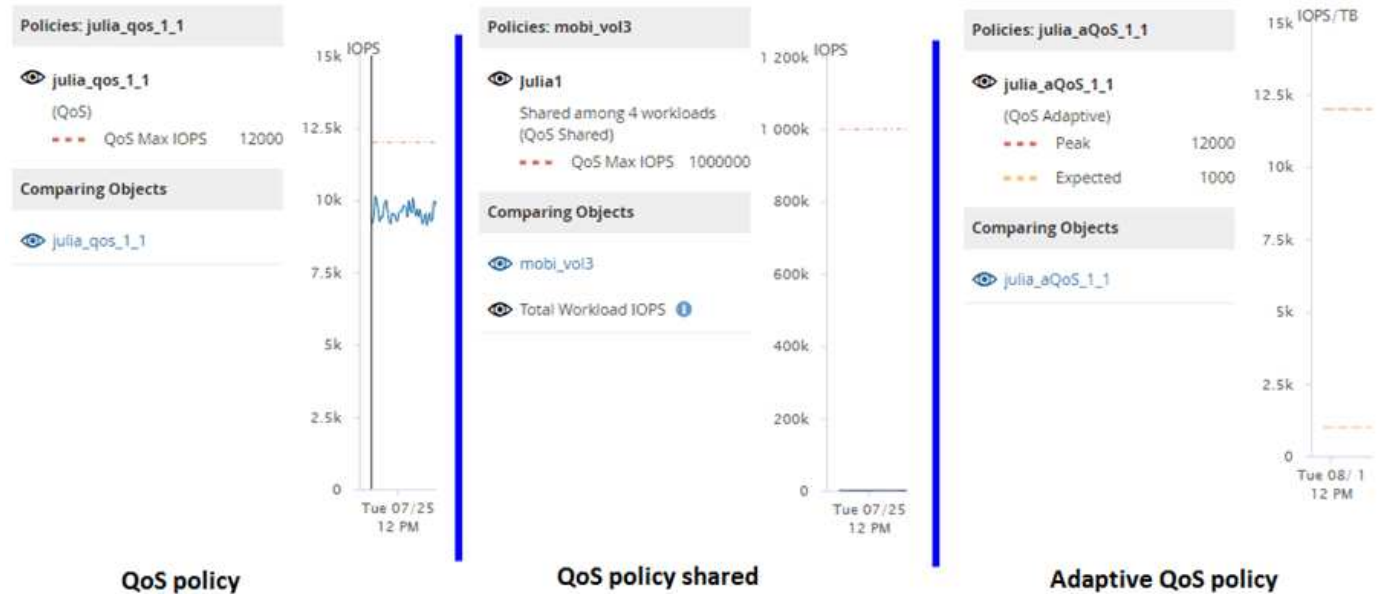 Policies: julia_qos_1_1
julia_qos_1_1
(QoS)
QoS Max IOPS 12000
Comparing Objects
julia_qos_1_1
IOPS
15k
12.5k
10k
7.5k
5k
2.5k
0
Tue 07/25
12 PM
QoS policy
Policies: mobi_vol3
Julia1
Shared among 4 workloads
(QoS Shared)
QoS Max IOPS 1000000
Comparing Objects
mobi_vol3
Total Workload IOPS i
IOPS
1 200k
1 000k
800k
600k
400k
200k
0
Tue 07/25
12 PM
QoS policy shared
Policies: julia_aQoS_1_1
julia_aQoS_1_1
(QoS Adaptive)
Peak 12000
Expected 1000
Comparing Objects
julia_aQoS_1_1
IOPS/TB
15k
12.5k
10k
7.5k
5k
2.5k
0
Tue 08/ 1
12 PM
Adaptive QoS policy